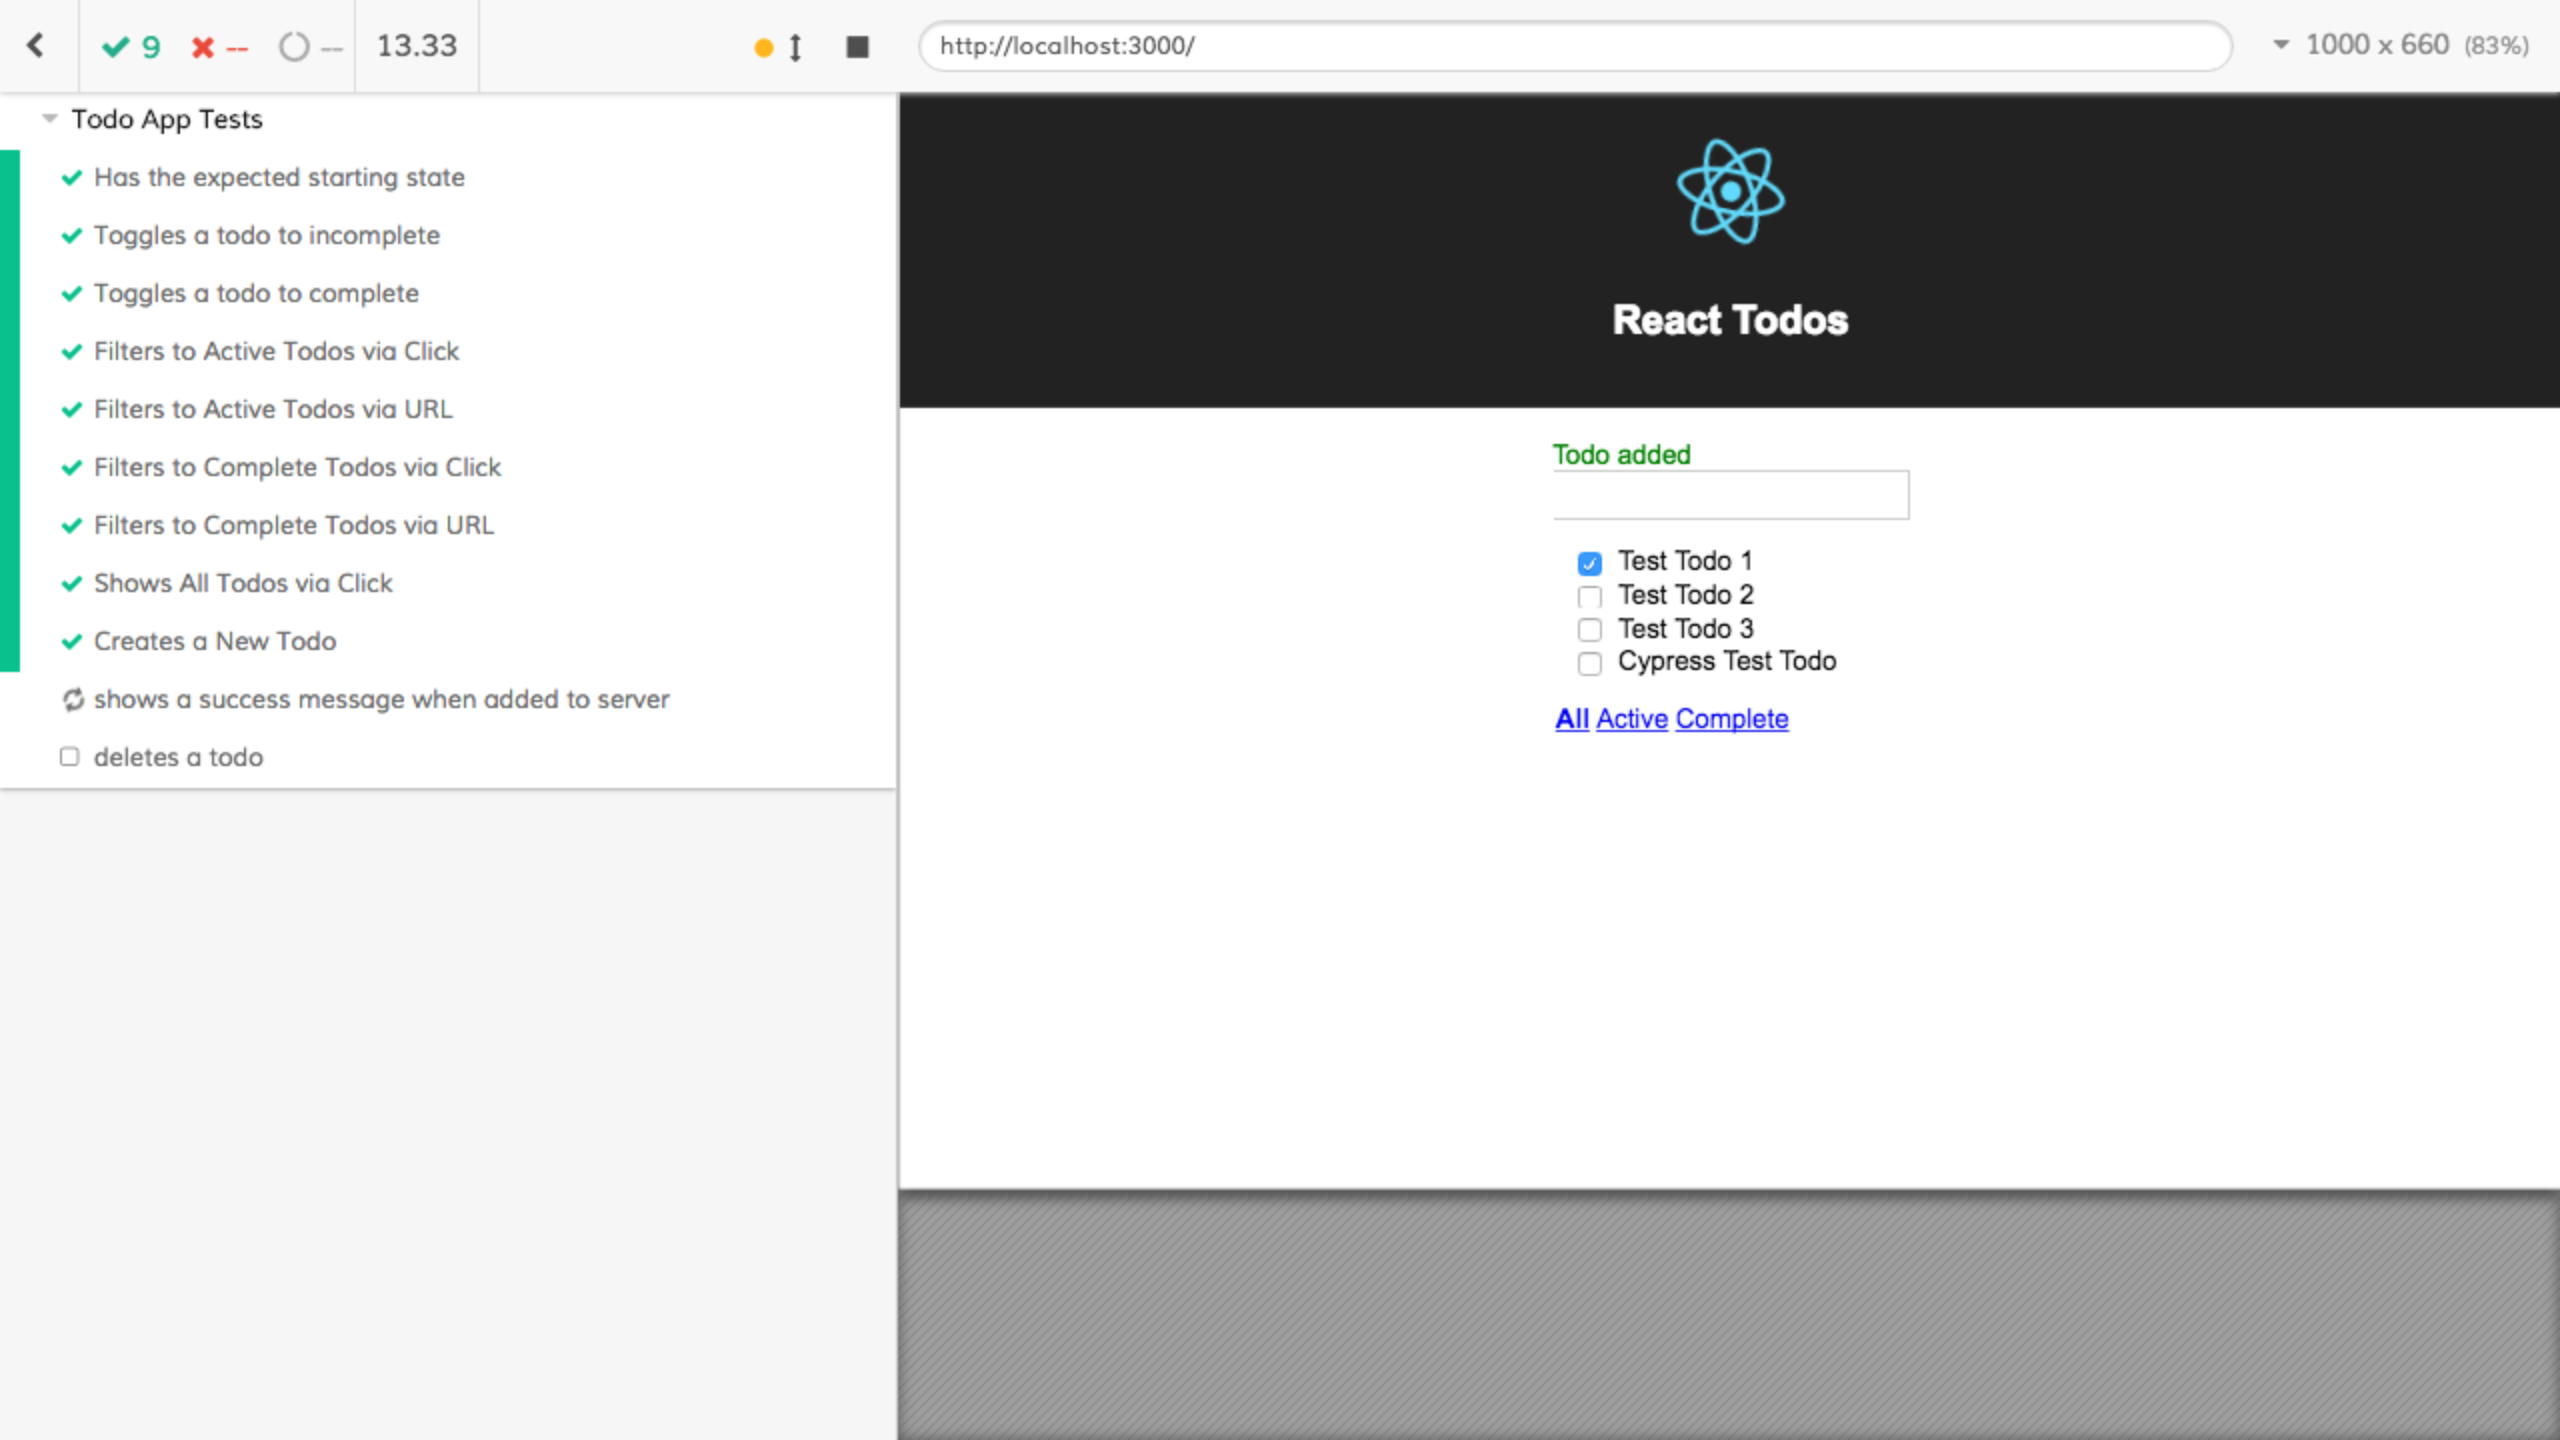 9 -- -- 13.33
http://localhost:3000/
1000 x 660 (83%)
Todo App Tests
Has the expected starting state
Toggles a todo to incomplete
Toggles a todo to complete
Filters to Active Todos via Click
Filters to Active Todos via URL
Filters to Complete Todos via Click
Filters to Complete Todos via URL
Shows All Todos via Click
Creates a New Todo
shows a success message when added to server
deletes a todo
React Todos
Todo added
Test Todo 1
Test Todo 2
Test Todo 3
Cypress Test Todo
All Active Complete